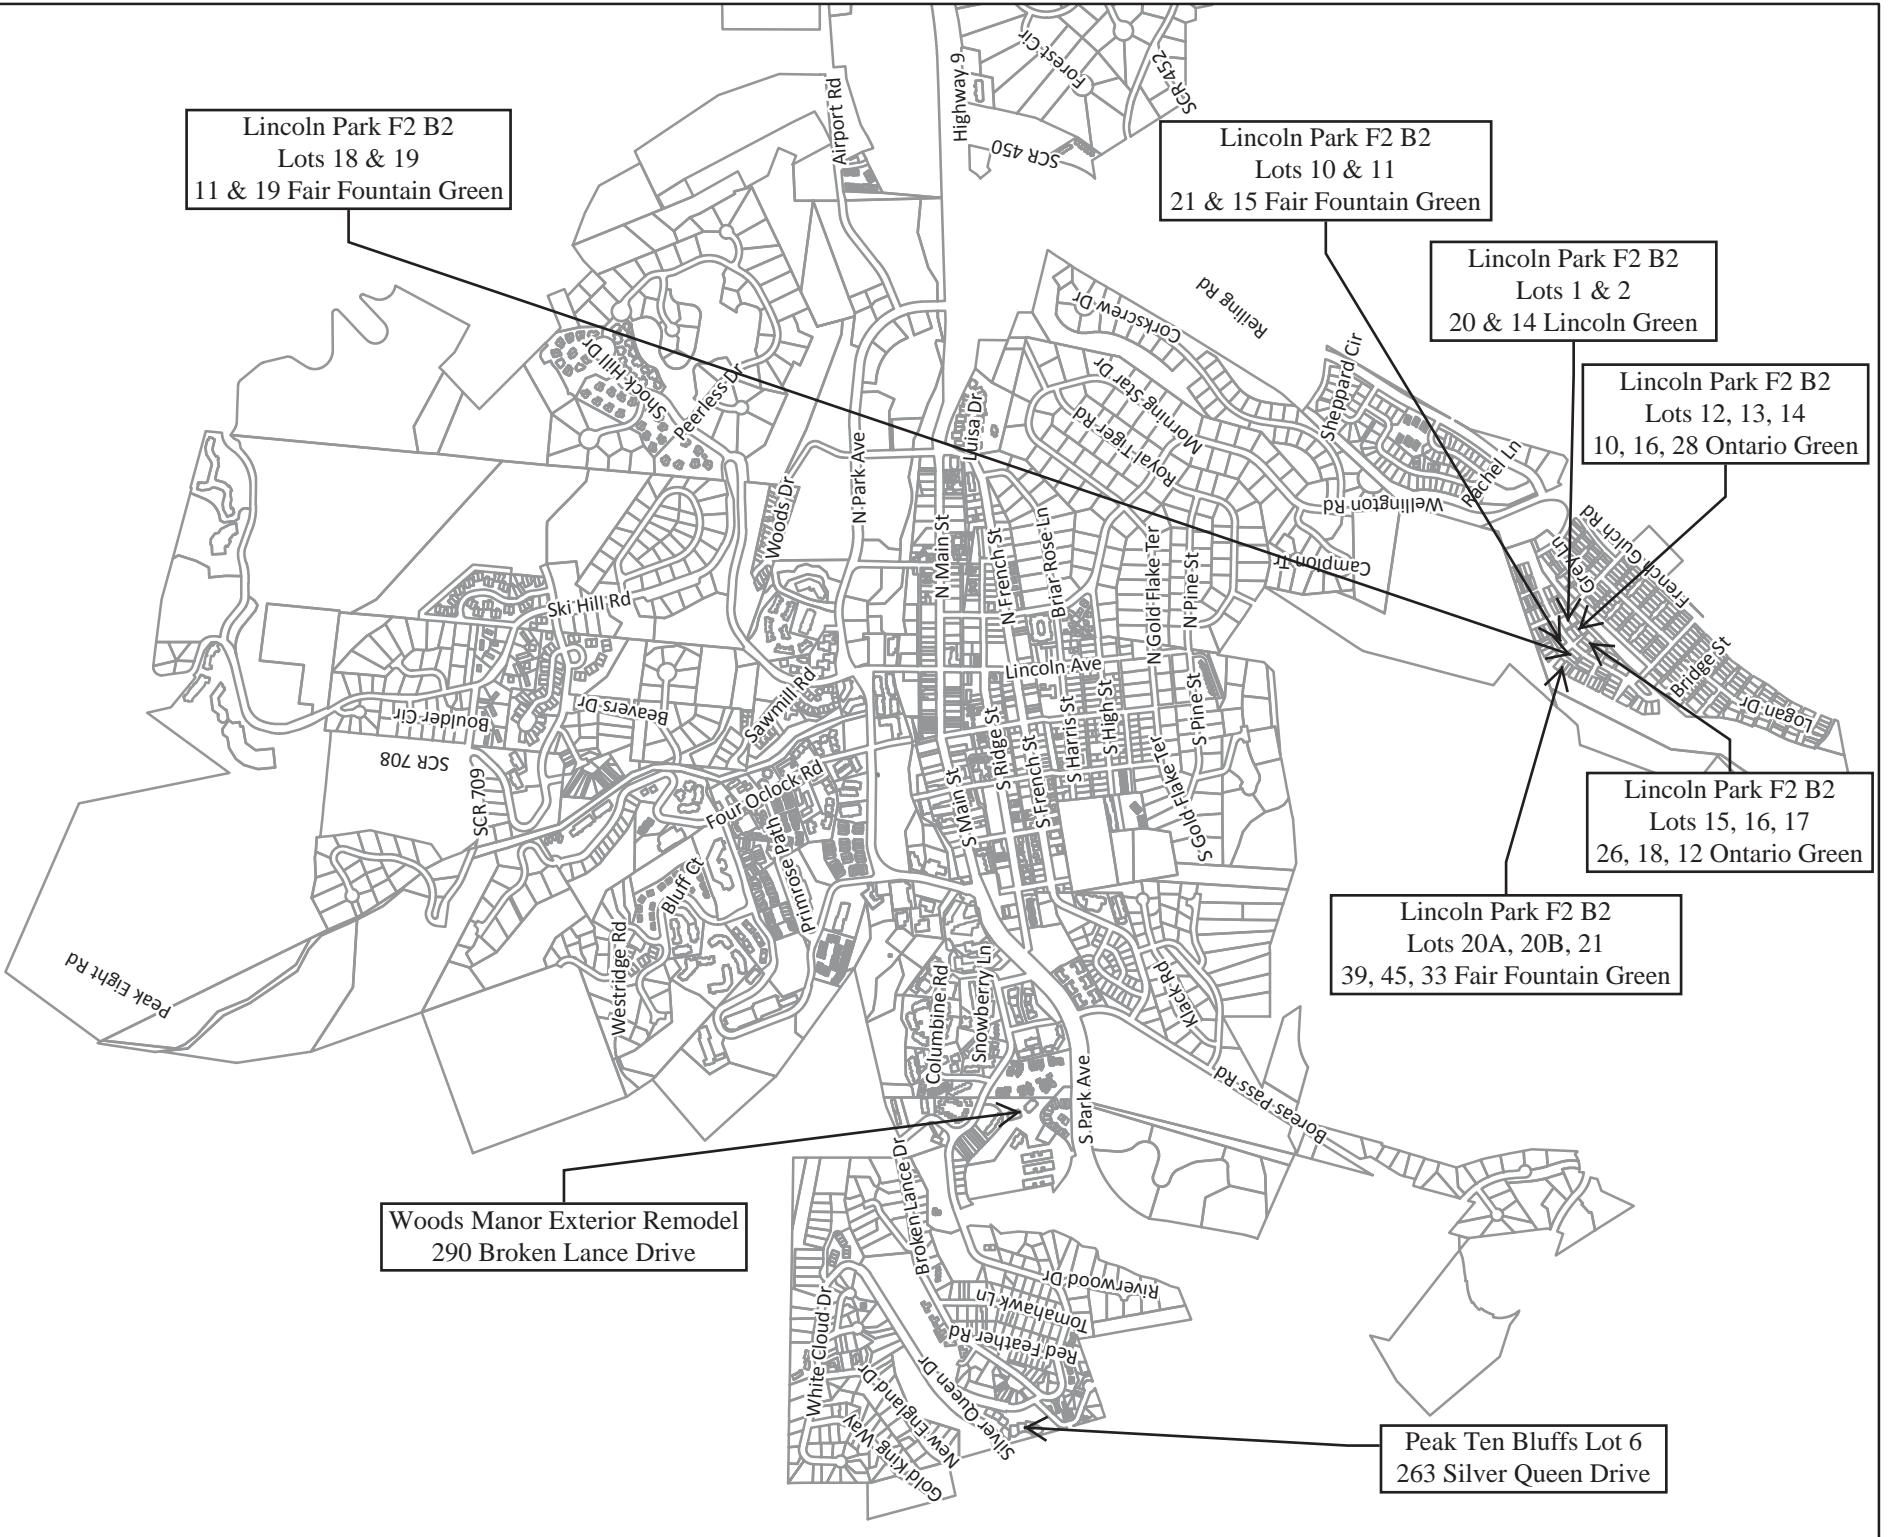 Forest Cir
SCR 452
Highway 9
SCR 450
Airport Rd
Lincoln Park F2 B2
Lots 18 & 19
11 & 19 Fair Fountain Green
Lincoln Park F2 B2
Lots 10 & 11
21 & 15 Fair Fountain Green
Lincoln Park F2 B2
Lots 1 & 2
20 & 14 Lincoln Green
Lincoln Park F2 B2
Lots 12, 13, 14
10, 16, 28 Ontario Green
Reiling Rd
Corkscrew Dr
Shock Hill Dr
Peerless Dr
Luisa Dr
Morning Star Dr
Royal Tiger Rd
Sheppard Cir
Rachel Ln
Wellington Rd
N Park Ave
Woods Dr
N Main St
N French St
Briar Rose Ln
N Gold Flake Ter
N Pine St
Campion Tr
Grey Ln
French Gulch Rd
Ski Hill Rd
Lincoln Ave
Bridge St
Logan Dr
Boulder Cir
Beavers Dr
Sawmill Rd
SCR 708
SCR 709
Four Oclock Rd
Primrose Path
S Main St
S Ridge St
S French St
S Harris St
S High St
S Gold Flake Ter
S Pine St
Lincoln Park F2 B2
Lots 15, 16, 17
26, 18, 12 Ontario Green
Lincoln Park F2 B2
Lots 20A, 20B, 21
39, 45, 33 Fair Fountain Green
Bluff Ct
Westridge Rd
Peak Eight Rd
Columbine Rd
Snowberry Ln
Klack Rd
S Park Ave
Boreas Pass Rd
Woods Manor Exterior Remodel
290 Broken Lance Drive
Broken Lance Dr
Riverwood Dr
Tomahawk Ln
Red Feather Rd
White Cloud Dr
Silver Queen Dr
New England Dr
Gold King Way
Peak Ten Bluffs Lot 6
263 Silver Queen Drive